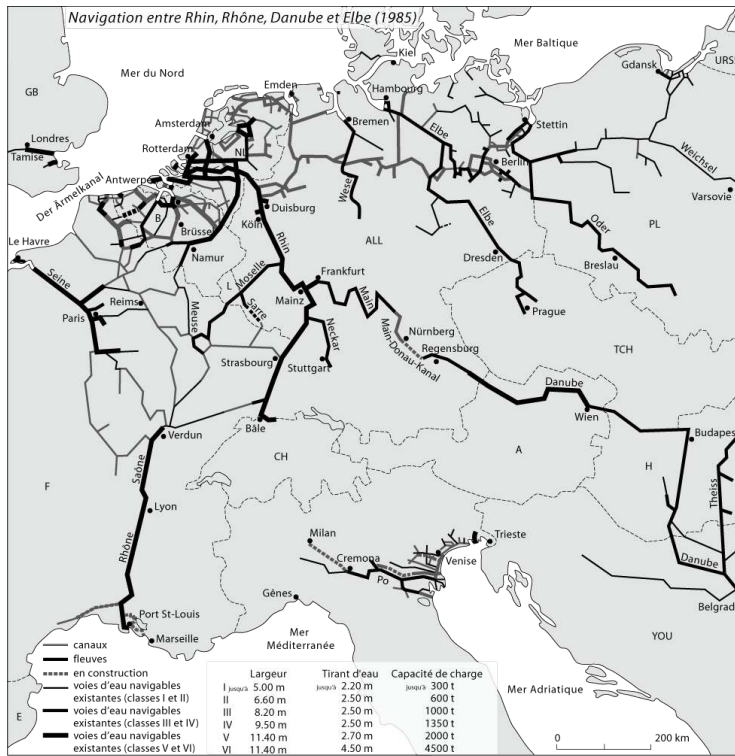 Navigation entre Rhin, Rhône, Danube et Elbe (1985)
Mer Baltique
Kiel
Mer du Nord
Gdansk
URSS
GB
Emden
Hambourg
Stettin
Amsterdam
Bremen
Elbe
Londres
Rotterdam
NL
Berlin
Weichsel
Tamise
Der Ärmelkanal
Antwerpen
Weser
Varsovie
Duisburg
Elbe
Oder
PL
B
Brüssel
Köln
Rhin
ALL
Le Havre
Namur
Dresden
Breslau
Seine
L
Moselle
Frankfurt
Reims
Sarre
Mainz
Main
Prague
Paris
Meuse
Neckar
Nürnberg
Main-Donau-Kanal
Regensburg
TCH
Strasbourg
Stuttgart
Danube
Wien
Verdun
Bâle
Budapes
CH
A
H
F
Saône
Theiss
Lyon
Milan
Trieste
Rhône
Cremona
Venise
Danube
Po
Belgrad
Gênes
Port St-Louis
Marseille
Mer
Méditerranée
YOU
Mer Adriatique
E
canaux
fleuves
en construction
voies d'eau navigables
existantes (classes I et II)
voies d'eau navigables
existantes (classes III et IV)
voies d'eau navigables
existantes (classes V et VI)
Largeur Tirant d'eau Capacité de charge
I jusqu'à 5.00 m jusqu'à 2.20 m jusqu'à 300 t
II 6.60 m 2.50 m 600 t
III 8.20 m 2.50 m 1000 t
IV 9.50 m 2.50 m 1350 t
V 11.40 m 2.70 m 2000 t
VI 11.40 m 4.50 m 4500 t
0 200 km